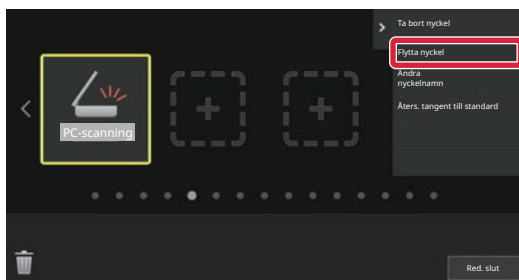 Ta bort nyckel
Flytta nyckel
Ändra
nyckelnamn
Åters. tangent till standard
PC-scanning
Red. slut